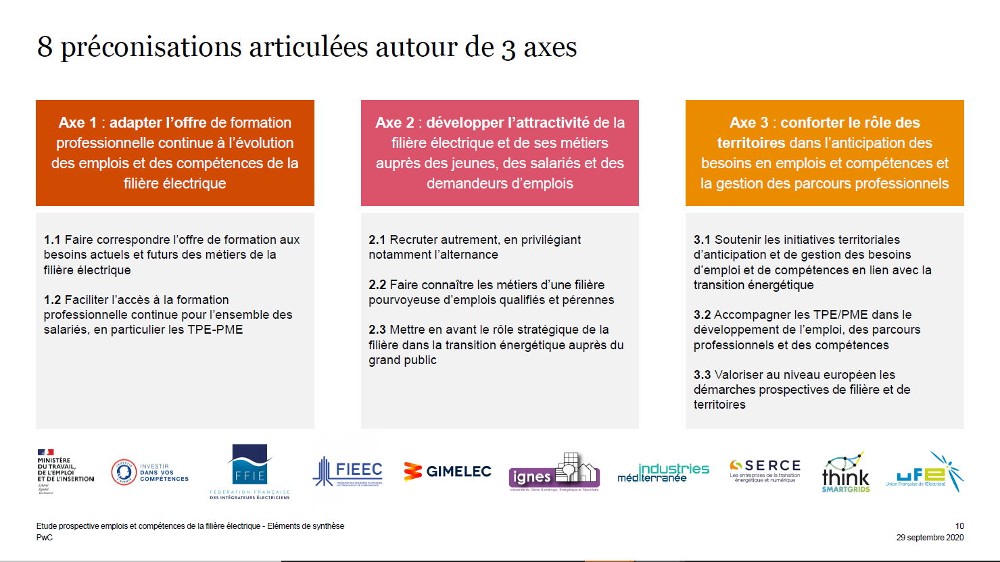 8 préconisations articulées autour de 3 axes
Axe 1 : adapter l’offre de formation
professionnelle continue à l’évolution
des emplois et des compétences de la
filière électrique
1.1 Faire correspondre l’offre de formation aux
besoins actuels et futurs des métiers de la
filière électrique
1.2 Faciliter l’accès à la formation
professionnelle continue pour l’ensemble des
salariés, en particulier les TPE-PME
Axe 2 : développer l’attractivité de la
filière électrique et de ses métiers
auprès des jeunes, des salariés et des
demandeurs d’emplois
2.1 Recruter autrement, en privilégiant
notamment l’alternance
2.2 Faire connaître les métiers d’une filière
pourvoyeuse d’emplois qualifiés et pérennes
2.3 Mettre en avant le rôle stratégique de la
filière dans la transition énergétique auprès du
grand public
Axe 3 : conforter le rôle des
territoires dans l’anticipation des
besoins en emplois et compétences et
la gestion des parcours professionnels
3.1 Soutenir les initiatives territoriales
d’anticipation et de gestion des besoins
d’emploi et de compétences en lien avec la
transition énergétique
3.2 Accompagner les TPE/PME dans le
développement de l’emploi, des parcours
professionnels et des compétences
3.3 Valoriser au niveau européen les
démarches prospectives de filière et de
territoires
MINISTÈRE
DU TRAVAIL,
DE L’EMPLOI
ET DE L’INSERTION
Liberté
Égalité
Fraternité
INVESTIR
DANS VOS
COMPÉTENCES
FFIE
FÉDÉRATION FRANÇAISE
DES INTÉGRATEURS ÉLECTRICIENS
FIEEC
FÉDÉRATION DES INDUSTRIES ÉLECTRIQUES,
ÉLECTRONIQUES ET DE COMMUNICATION
GIMELEC
ignes
Industries du Génie Numérique, Energétique et Sécuritaire
industries
méditerranée
SERCE
Les entreprises de la transition
énergétique et numérique
think
SMARTGRIDS
UFE
Union Française de l’Électricité
Etude prospective emplois et compétences de la filière électrique - Eléments de synthèse
PwC
10
29 septembre 2020